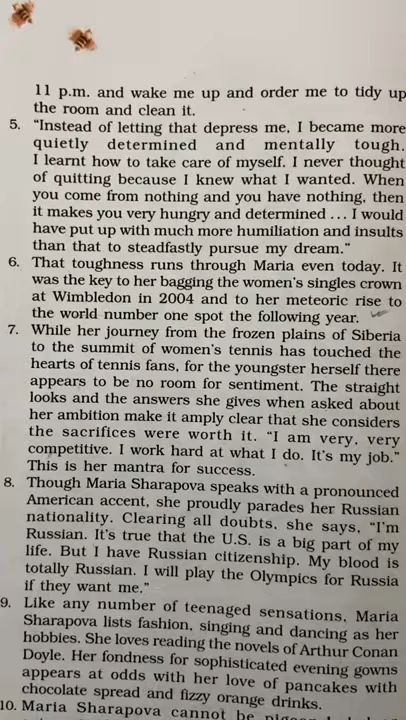 11 p.m. and wake me up and order me to tidy up
the room and clean it.
5. "Instead of letting that depress me, I became more
quietly determined and mentally tough.
I learnt how to take care of myself. I never thought
of quitting because I knew what I wanted. When
you come from nothing and you have nothing, then
it makes you very hungry and determined ... I would
have put up with much more humiliation and insults
than that to steadfastly pursue my dream."
6. That toughness runs through Maria even today. It
was the key to her bagging the women's singles crown
at Wimbledon in 2004 and to her meteoric rise to
the world number one spot the following year.
7. While her journey from the frozen plains of Siberia
to the summit of women's tennis has touched the
hearts of tennis fans, for the youngster herself there
appears to be no room for sentiment. The straight
looks and the answers she gives when asked about
her ambition make it amply clear that she considers
the sacrifices were worth it. "I am very, very
competitive. I work hard at what I do. It's my job."
This is her mantra for success.
8. Though Maria Sharapova speaks with a pronounced
American accent, she proudly parades her Russian
nationality. Clearing all doubts, she says, "I'm
Russian. It's true that the U.S. is a big part of my
life. But I have Russian citizenship. My blood is
totally Russian. I will play the Olympics for Russia
if they want me."
9. Like any number of teenaged sensations, Maria
Sharapova lists fashion, singing and dancing as her
hobbies. She loves reading the novels of Arthur Conan
Doyle. Her fondness for sophisticated evening gowns
appears at odds with her love of pancakes with
chocolate spread and fizzy orange drinks.
10. Maria Sharapova cannot be